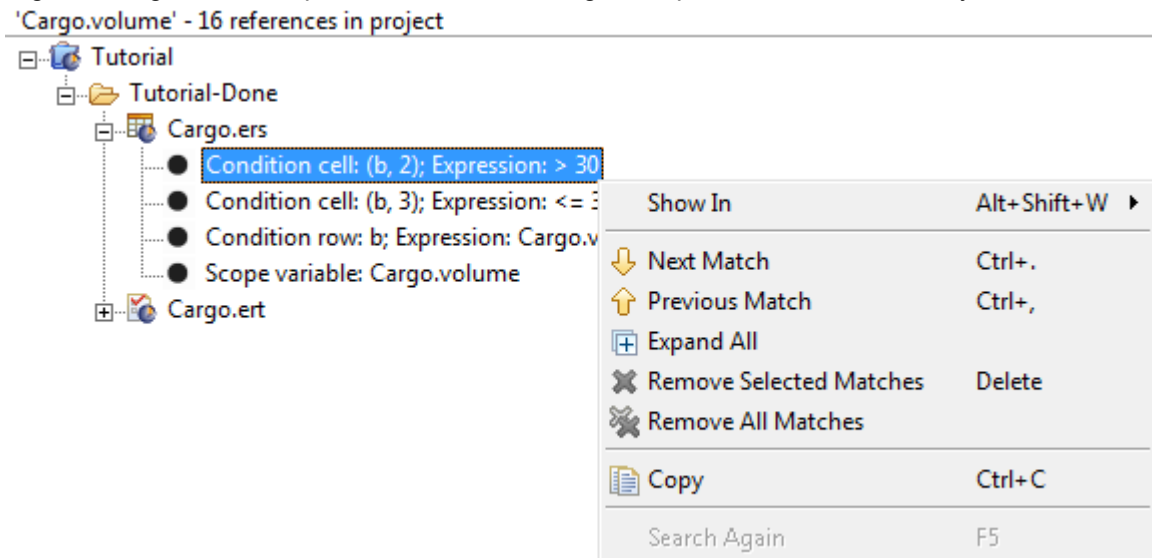 'Cargo.volume' - 16 references in project
Tutorial
Tutorial-Done
Cargo.ers
Condition cell: (b, 2); Expression: > 30
Condition cell: (b, 3); Expression: <=
Condition row: b; Expression: Cargo.v
Scope variable: Cargo.volume
Cargo.ert
Show In Alt+Shift+W
Next Match Ctrl+.
Previous Match Ctrl+,
Expand All
Remove Selected Matches Delete
Remove All Matches
Copy Ctrl+C
Search Again F5